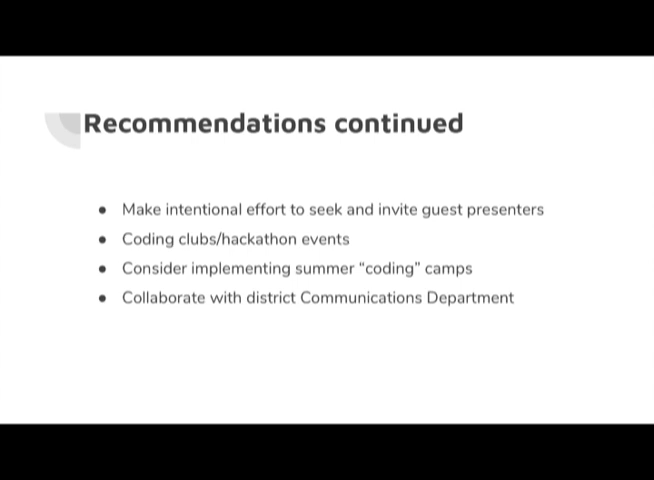 Recommendations continued
● Make intentional effort to seek and invite guest presenters
● Coding clubs/hackathon events
● Consider implementing summer “coding” camps
● Collaborate with district Communications Department